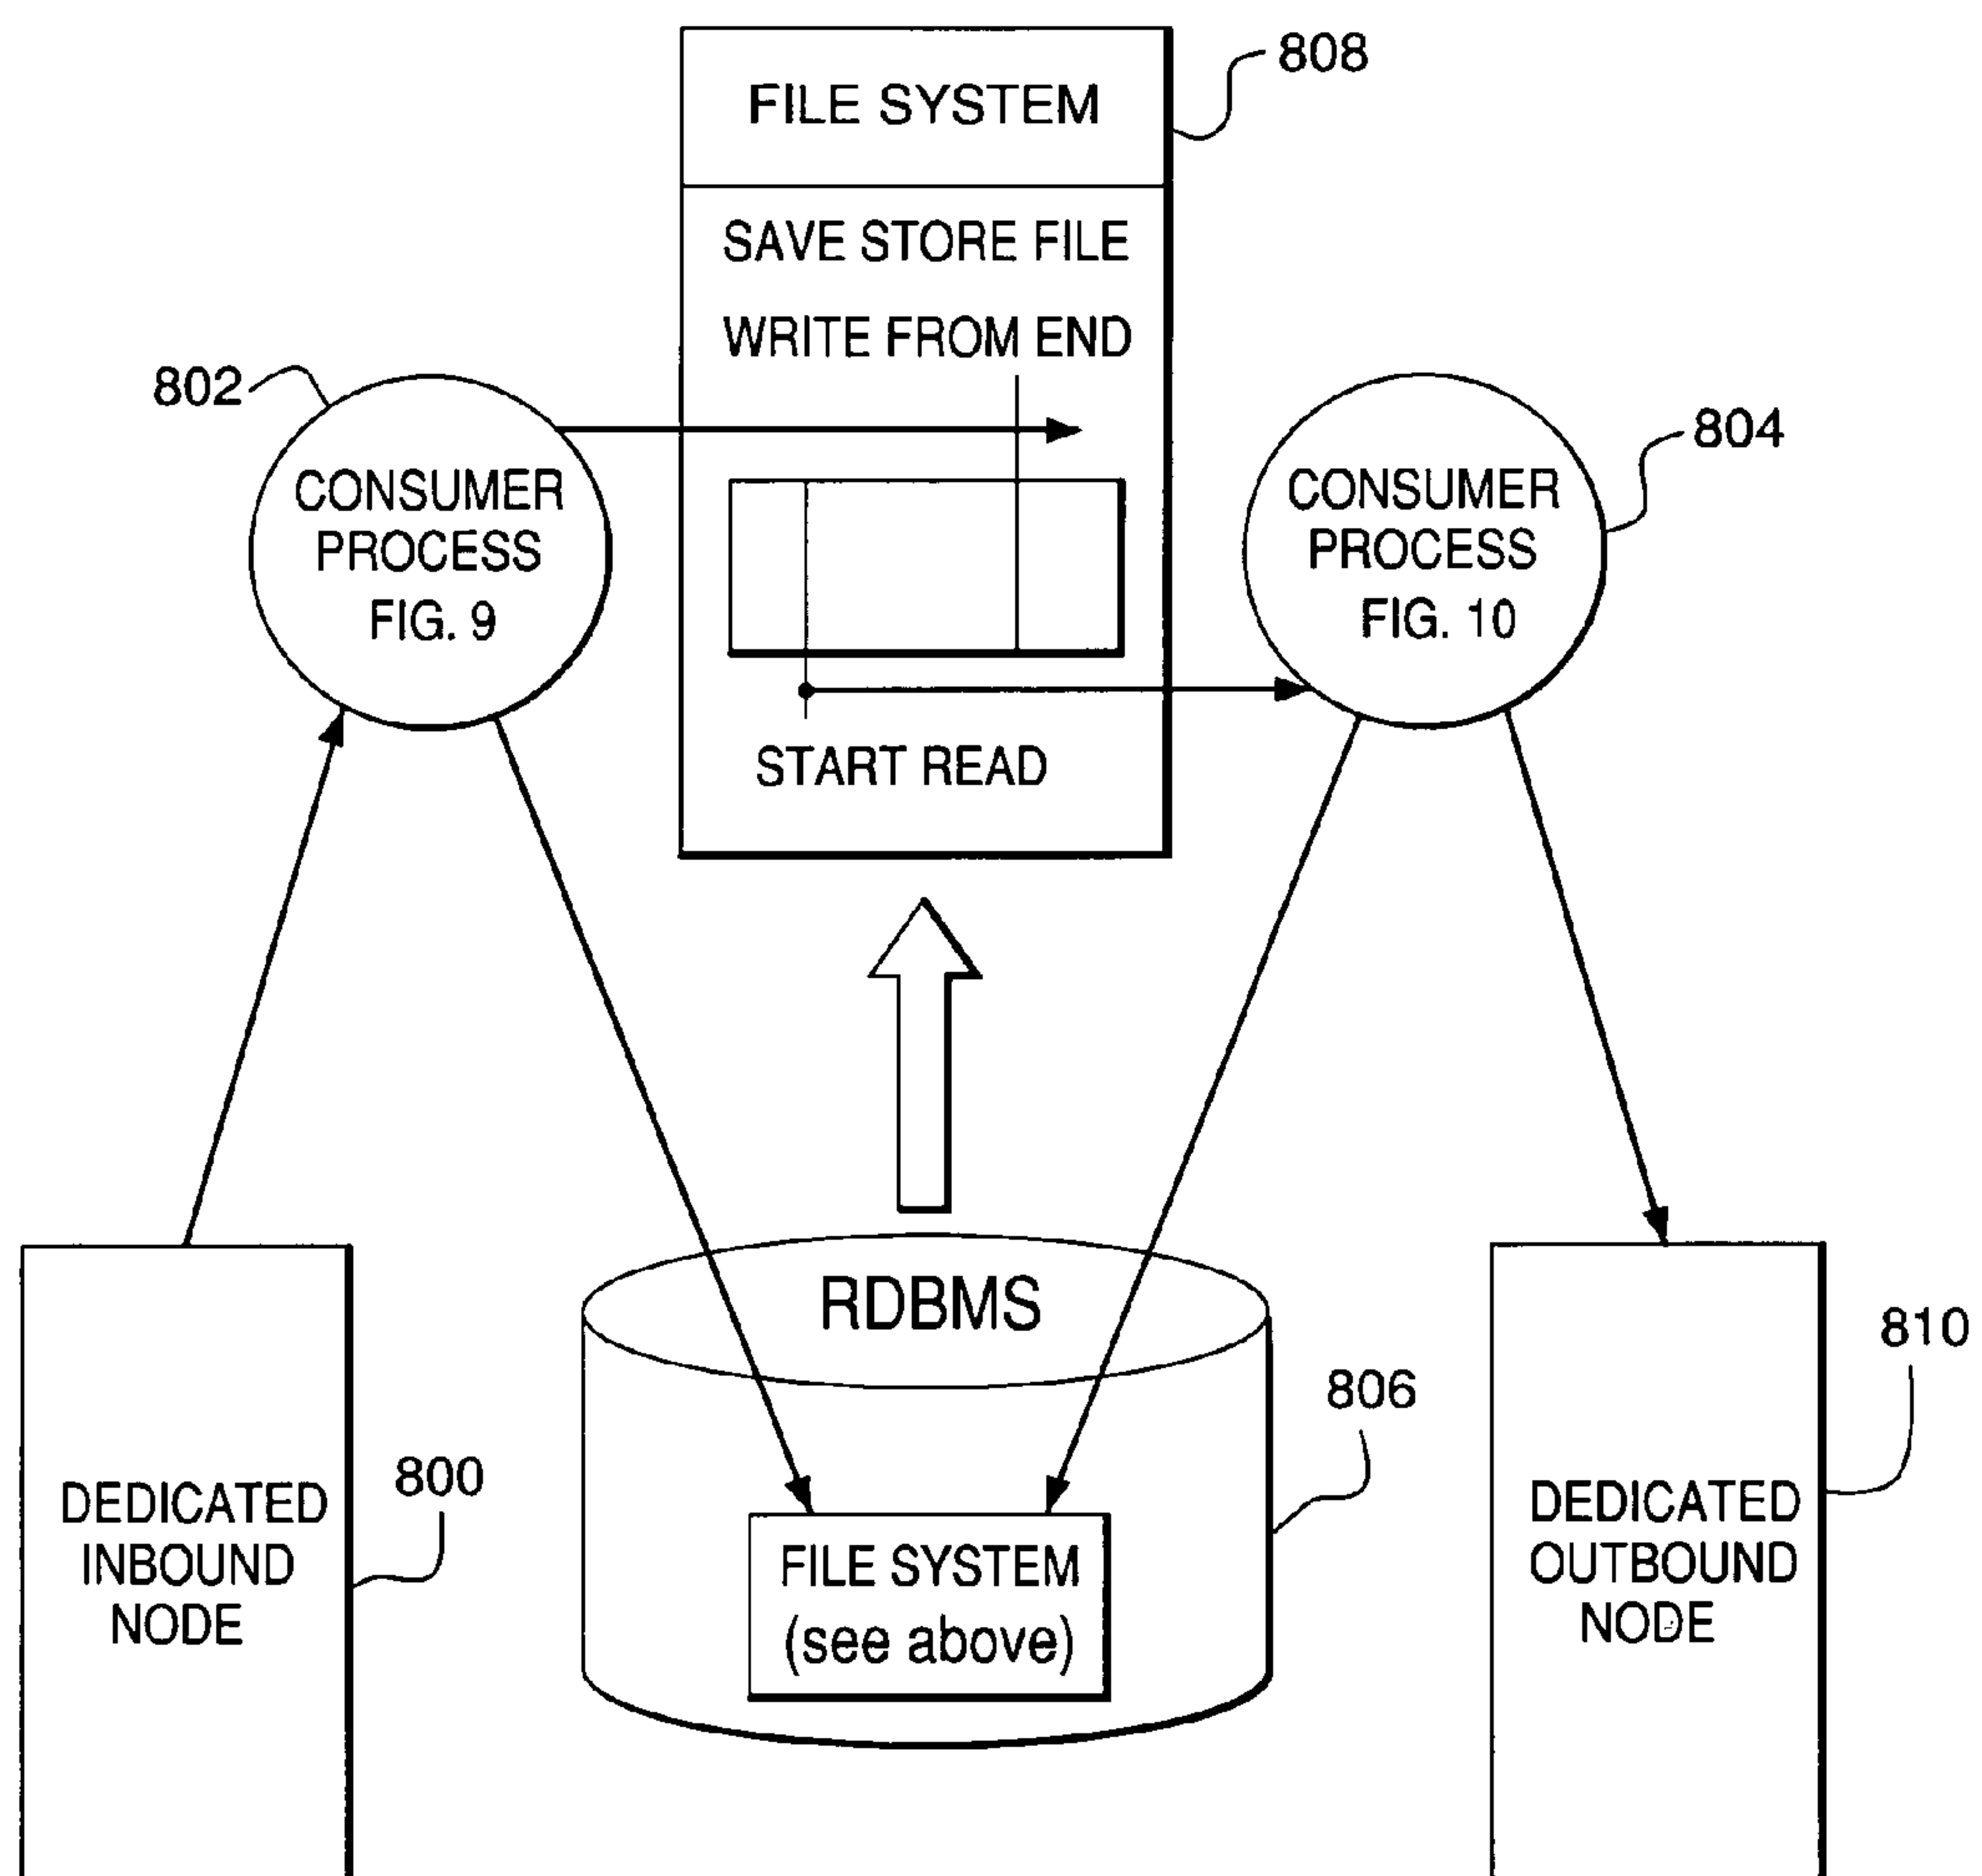 808
FILE SYSTEM
SAVE STORE FILE
WRITE FROM END
802
804
CONSUMER
PROCESS
FIG. 9
CONSUMER
PROCESS
FIG. 10
START READ
RDBMS
810
806
800
DEDICATED
INBOUND
NODE
DEDICATED
OUTBOUND
NODE
FILE SYSTEM
(see above)